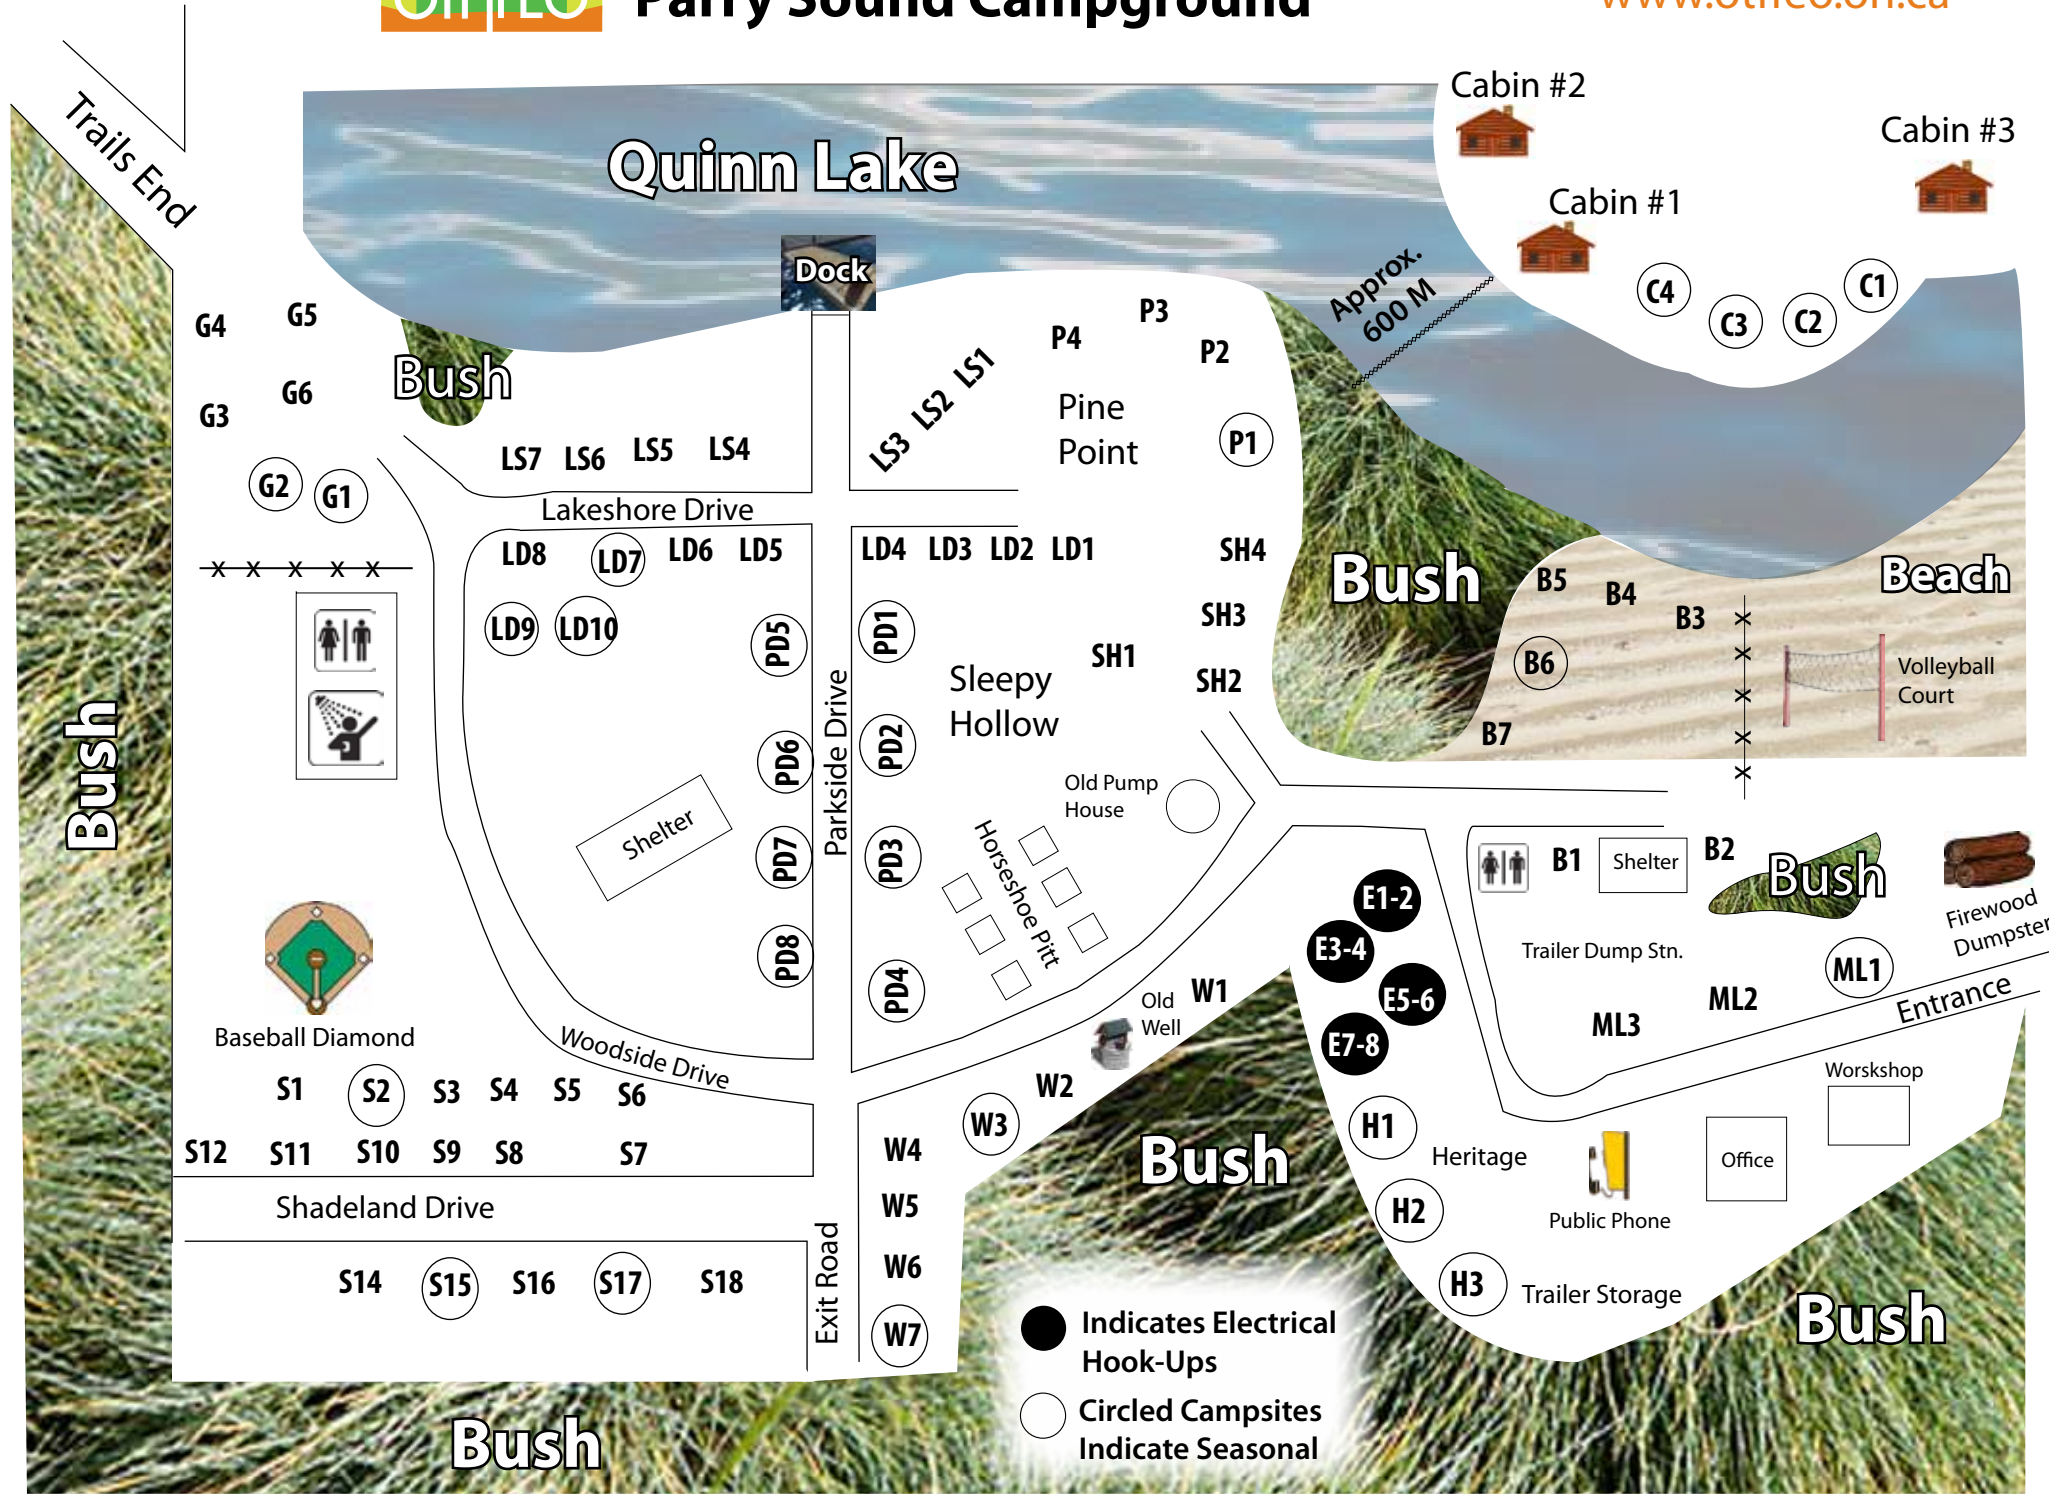 Parry Sound Campground
www.otffeo.on.ca
Trails End
Quinn Lake
Dock
Cabin #2
Cabin #3
Cabin #1
Approx.
600 M
C4
C3
C2
C1
G4
G5
G3
G6
G2
G1
Bush
LS7
LS6
LS5
LS4
LS3
LS2
LS1
P4
P3
P2
P1
Pine
Point
Lakeshore Drive
LD8
LD7
LD6
LD5
LD4
LD3
LD2
LD1
LD9
LD10
SH4
SH3
SH1
SH2
Bush
Beach
B5
B4
B3
B6
B7
Volleyball
Court
X X X X X
X
X
X
X
X
PD5
PD6
PD7
PD8
Parkside Drive
PD1
PD2
PD3
PD4
Sleepy
Hollow
Old Pump
House
Horseshoe Pitt
Shelter
Bush
Baseball Diamond
Woodside Drive
S1
S2
S3
S4
S5
S6
S12
S11
S10
S9
S8
S7
Shadeland Drive
S14
S15
S16
S17
S18
Exit Road
W1
Old
Well
W2
W3
W4
W5
W6
W7
E1-2
E3-4
E5-6
E7-8
B1
Shelter
B2
Bush
Firewood
Dumpster
Trailer Dump Stn.
ML1
ML2
ML3
Entrance
Worskshop
Office
H1
Heritage
H2
Public Phone
H3
Trailer Storage
Bush
Bush
Bush
Indicates Electrical
Hook-Ups
Circled Campsites
Indicate Seasonal